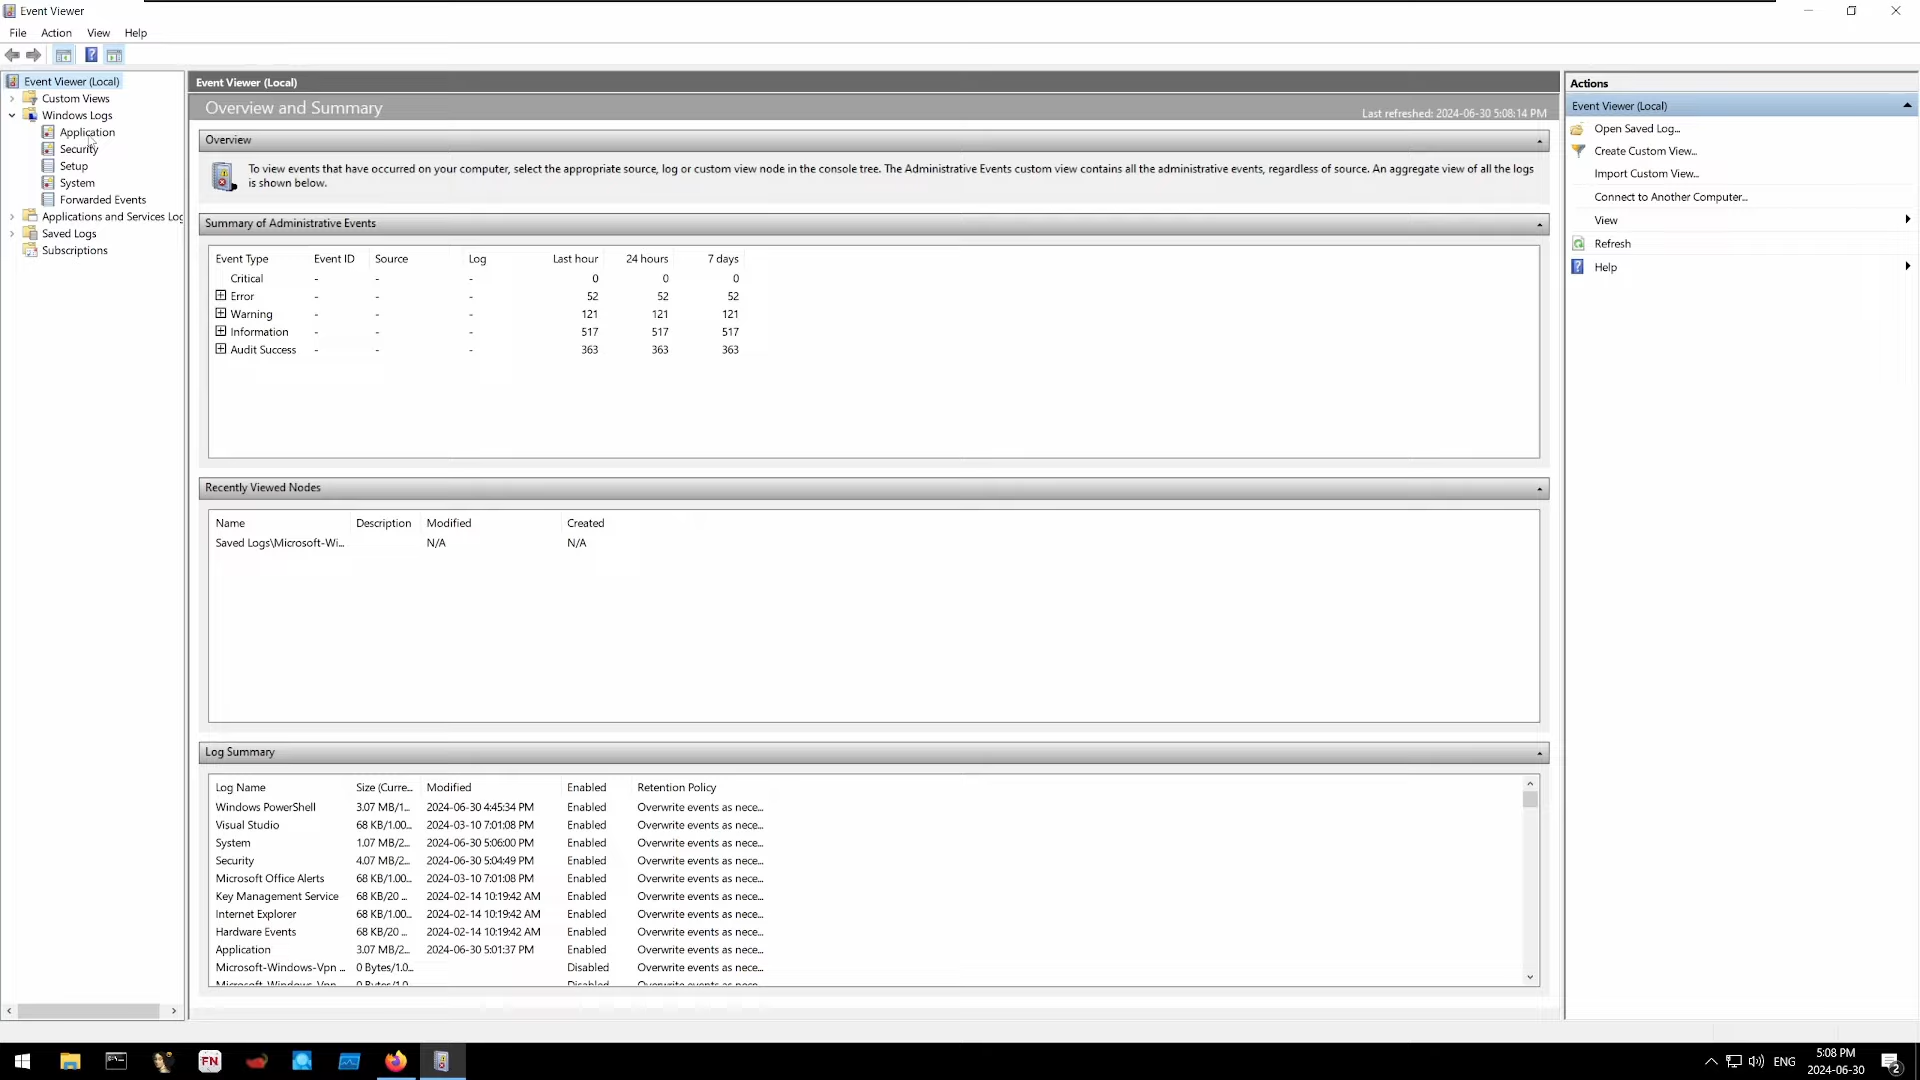 Event Viewer
File Action View Help
Event Viewer (Local)
Custom Views
Windows Logs
Application
Security
Setup
System
Forwarded Events
Applications and Services Log
Saved Logs
Subscriptions
Event Viewer (Local)
Overview and Summary
Last refreshed: 2024-06-30 5:08:14 PM
Overview
To view events that have occurred on your computer, select the appropriate source, log or custom view node in the console tree. The Administrative Events custom view contains all the administrative events, regardless of source. An aggregate view of all the logs
is shown below.
Summary of Administrative Events
Event Type Event ID Source Log Last hour 24 hours 7 days
Critical - - - 0 0 0
Error - - - 52 52 52
Warning - - - 121 121 121
Information - - - 517 517 517
Audit Success - - - 363 363 363
Recently Viewed Nodes
Name Description Modified Created
Saved Logs\Microsoft-Wi... N/A N/A
Log Summary
Log Name Size (Curre... Modified Enabled Retention Policy
Windows PowerShell 3.07 MB/1... 2024-06-30 4:45:34 PM Enabled Overwrite events as nece...
Visual Studio 68 KB/1.00... 2024-03-10 7:01:08 PM Enabled Overwrite events as nece...
System 1.07 MB/2... 2024-06-30 5:06:00 PM Enabled Overwrite events as nece...
Security 4.07 MB/2... 2024-06-30 5:04:49 PM Enabled Overwrite events as nece...
Microsoft Office Alerts 68 KB/1.00... 2024-03-10 7:01:08 PM Enabled Overwrite events as nece...
Key Management Service 68 KB/20 ... 2024-02-14 10:19:42 AM Enabled Overwrite events as nece...
Internet Explorer 68 KB/1.00... 2024-02-14 10:19:42 AM Enabled Overwrite events as nece...
Hardware Events 68 KB/20 ... 2024-02-14 10:19:42 AM Enabled Overwrite events as nece...
Application 3.07 MB/2... 2024-06-30 5:01:37 PM Enabled Overwrite events as nece...
Microsoft-Windows-Vpn ... 0 Bytes/1.0... Disabled Overwrite events as nece...
Microsoft-Windows-Vpn 0 Bytes/1.0 Disabled Overwrite events as nece
Actions
Event Viewer (Local)
Open Saved Log...
Create Custom View...
Import Custom View...
Connect to Another Computer...
View
Refresh
Help
FN
ENG
5:08 PM
2024-06-30
2